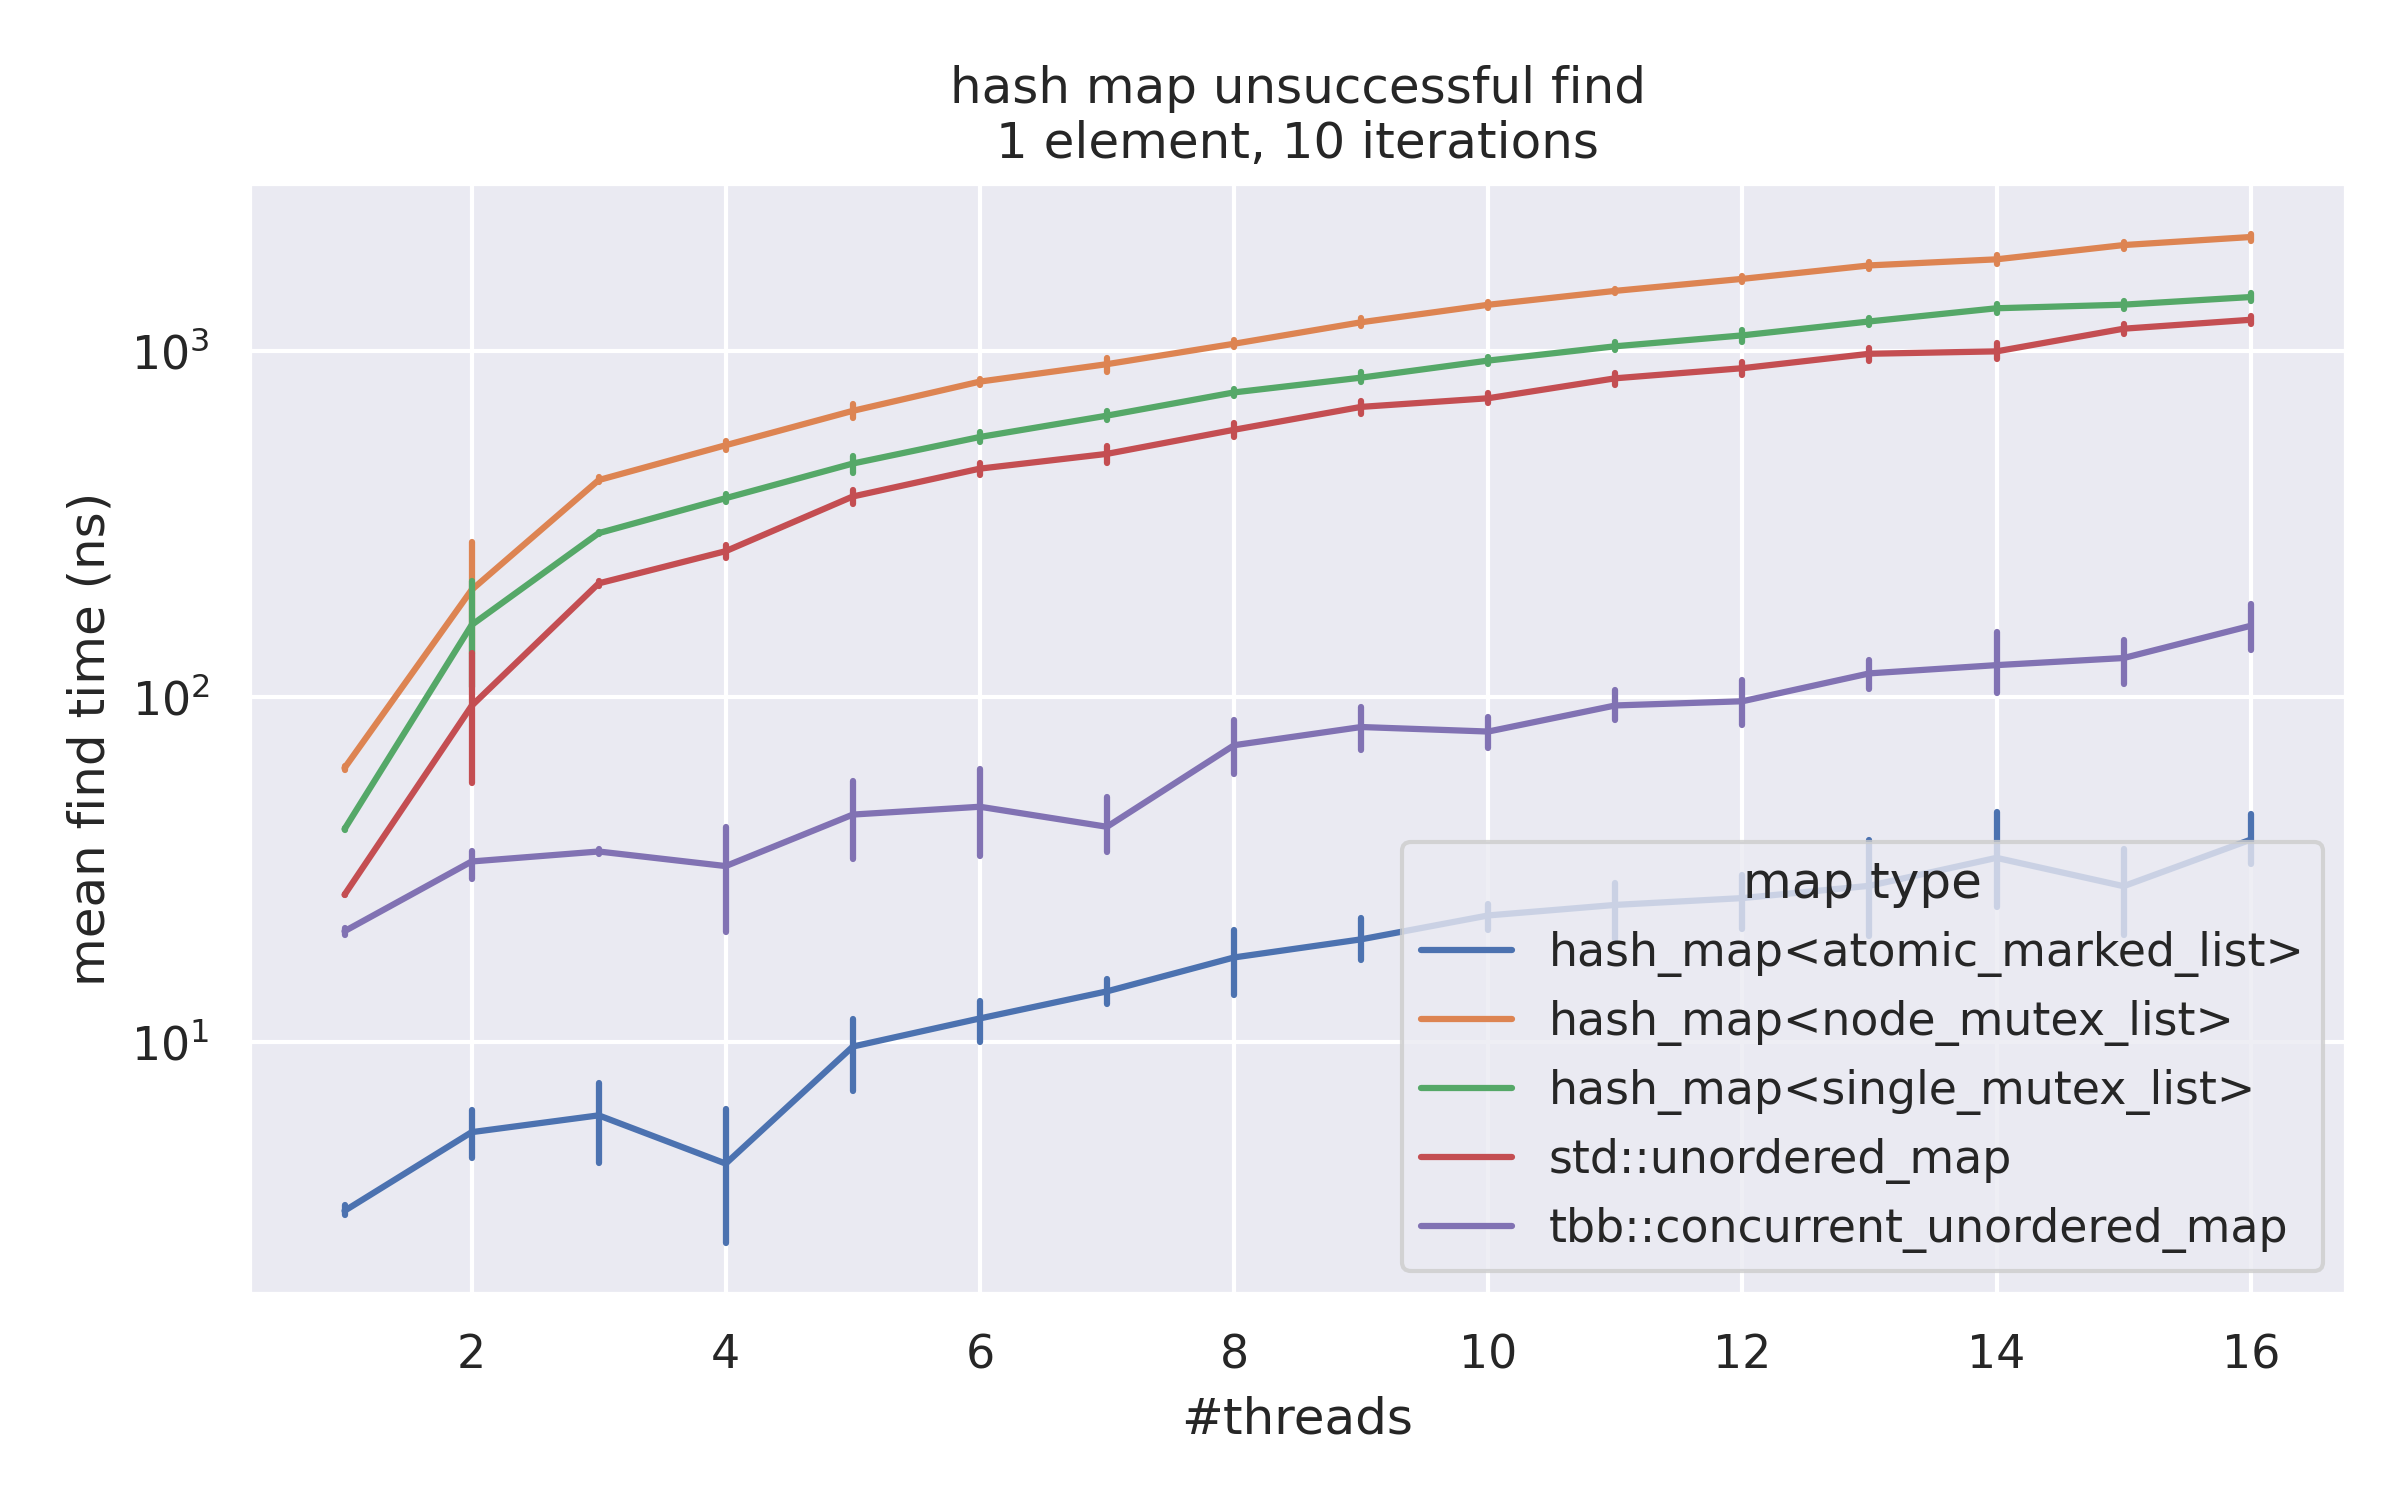 hash map unsuccessful find
1 element, 10 iterations
mean find time (ns)
10³
10²
10¹
map type
hash_map<atomic_marked_list>
hash_map<node_mutex_list>
hash_map<single_mutex_list>
std::unordered_map
tbb::concurrent_unordered_map
2 4 6 8 10 12 14 16
#threads